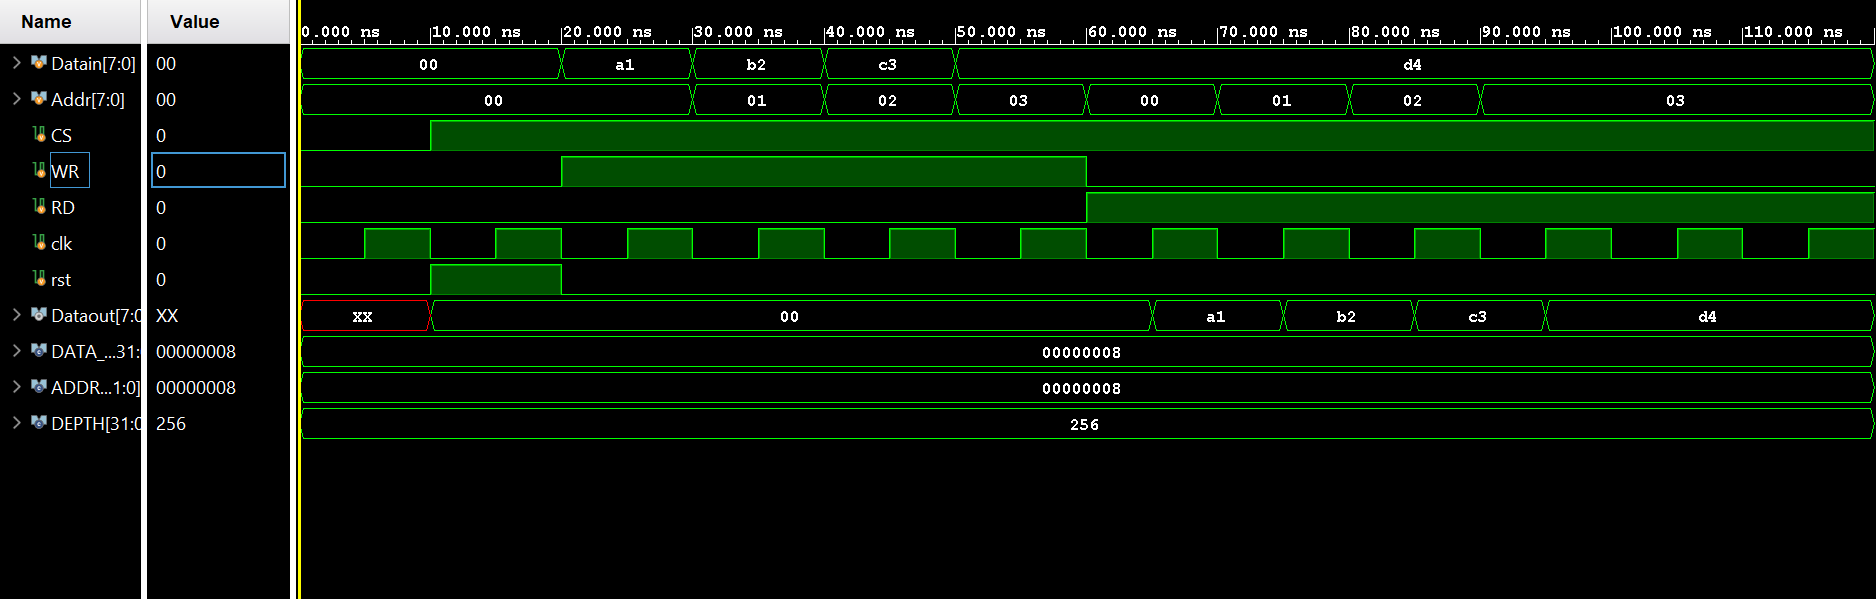 Name Value
0.000 ns 10.000 ns 20.000 ns 30.000 ns 40.000 ns 50.000 ns 60.000 ns 70.000 ns 80.000 ns 90.000 ns 100.000 ns 110.000 ns
Datain[7:0] 00 00 a1 b2 c3 d4
Addr[7:0] 00 00 01 02 03 00 01 02 03
CS 0
WR 0
RD 0
clk 0
rst 0
Dataout[7:0 XX XX 00 a1 b2 c3 d4
DATA_...31: 00000008 00000008
ADDR...1:0] 00000008 00000008
DEPTH[31:0 256 256